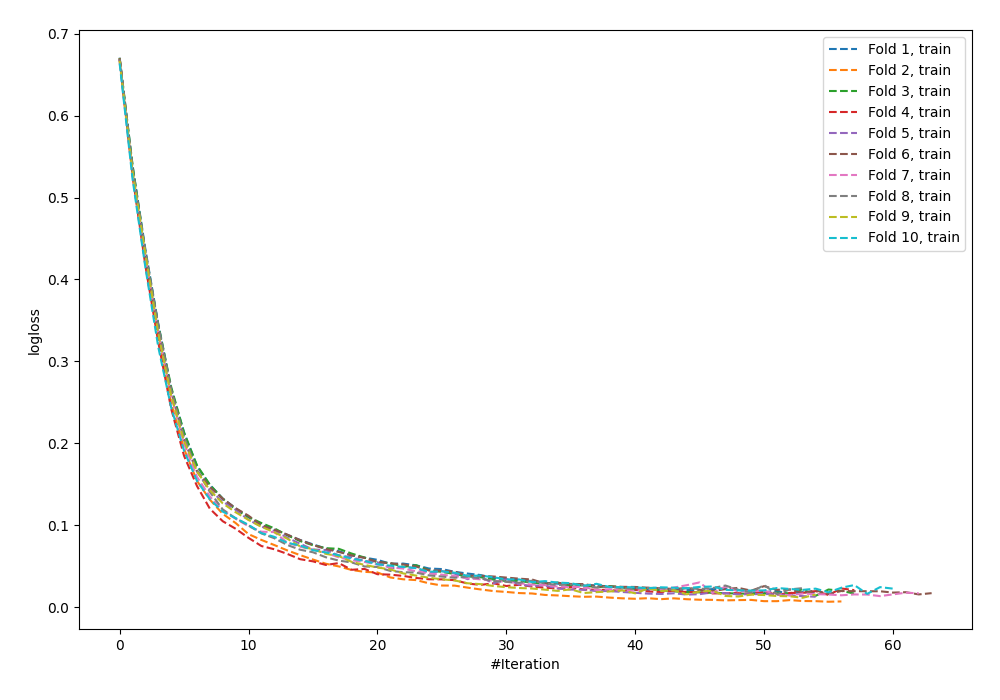 0.7
0.6
0.5
0.4
0.3
0.2
0.1
0.0
logloss
0
10
20
30
40
50
60
#Iteration
Fold 1, train
Fold 2, train
Fold 3, train
Fold 4, train
Fold 5, train
Fold 6, train
Fold 7, train
Fold 8, train
Fold 9, train
Fold 10, train